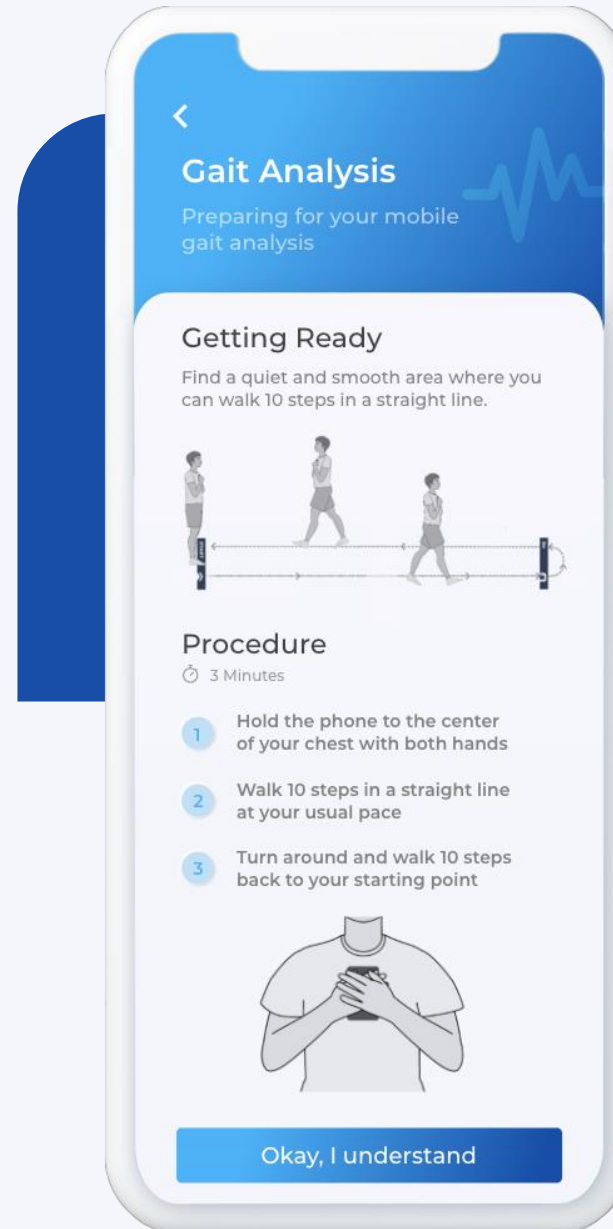 Gait Analysis
Preparing for your mobile
gait analysis
Getting Ready
Find a quiet and smooth area where you
can walk 10 steps in a straight line.
Procedure
3 Minutes
1
Hold the phone to the center
of your chest with both hands
2
Walk 10 steps in a straight line
at your usual pace
3
Turn around and walk 10 steps
back to your starting point
Okay, I understand